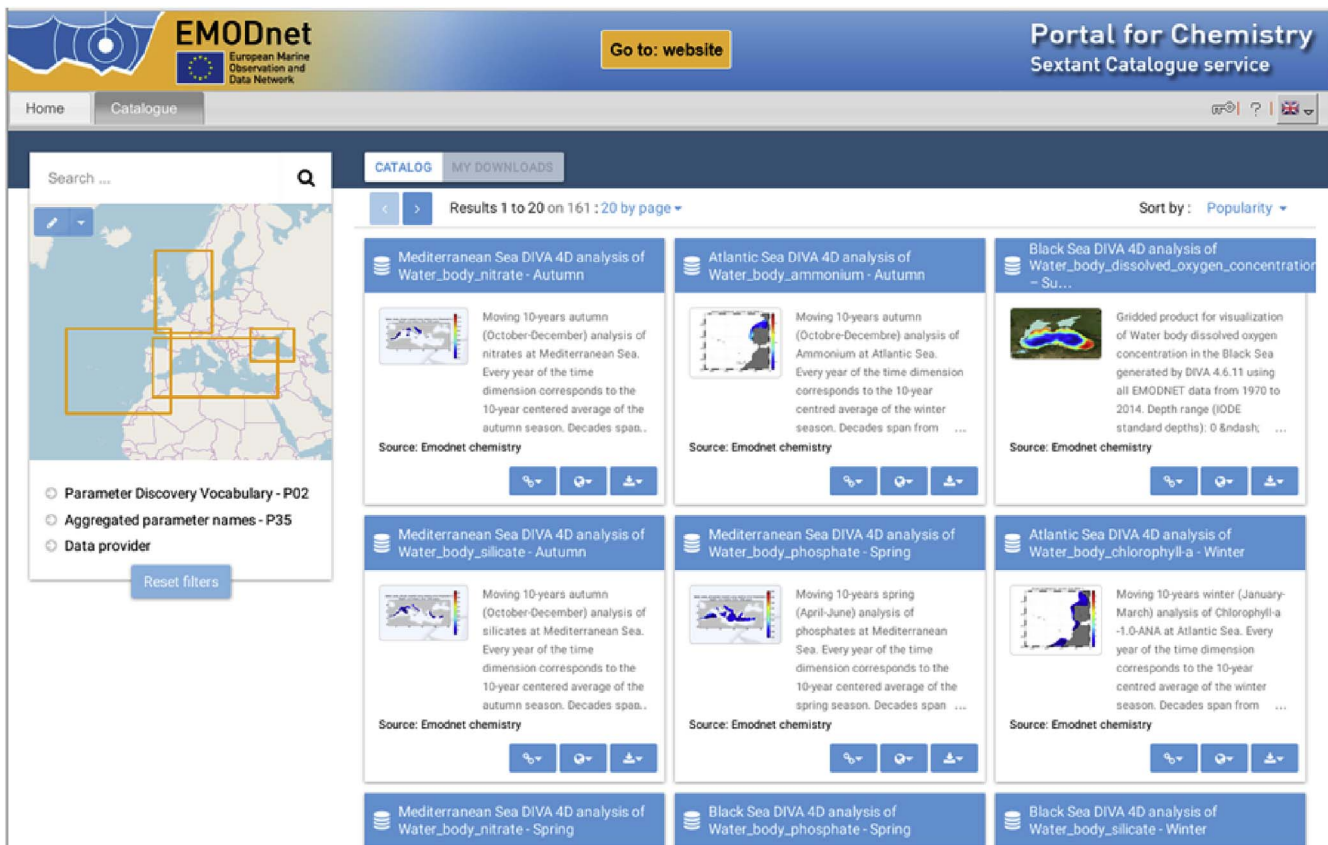 EMODnet
European Marine
Observation and
Data Network
Go to: website
Portal for Chemistry
Sextant Catalogue service
Home
Catalogue
?
Search ...
CATALOG
MY DOWNLOADS
Results 1 to 20 on 161 : 20 by page
Sort by : Popularity
Parameter Discovery Vocabulary - P02
Aggregated parameter names - P35
Data provider
Reset filters
Mediterranean Sea DIVA 4D analysis of
Water_body_nitrate - Autumn
Moving 10-years autumn
(October-December) analysis of
nitrates at Mediterranean Sea.
Every year of the time
dimension corresponds to the
10-year centered average of the
autumn season. Decades span..
Source: Emodnet chemistry
Atlantic Sea DIVA 4D analysis of
Water_body_ammonium - Autumn
Moving 10-years autumn
(Octobre-Decembre) analysis of
Ammonium at Atlantic Sea.
Every year of the time dimension
corresponds to the 10-year
centred average of the winter
season. Decades span from ...
Source: Emodnet chemistry
Black Sea DIVA 4D analysis of
Water_body_dissolved_oxygen_concentration
– Su...
Gridded product for visualization
of Water body dissolved oxygen
concentration in the Black Sea
generated by DIVA 4.6.11 using
all EMODNET data from 1970 to
2014. Depth range (IODE
standard depths): 0 &ndash; ...
Source: Emodnet chemistry
Mediterranean Sea DIVA 4D analysis of
Water_body_silicate - Autumn
Moving 10-years autumn
(October-December) analysis of
silicates at Mediterranean Sea.
Every year of the time
dimension corresponds to the
10-year centered average of the
autumn season. Decades span..
Source: Emodnet chemistry
Mediterranean Sea DIVA 4D analysis of
Water_body_phosphate - Spring
Moving 10-years spring
(April-June) analysis of
phosphates at Mediterranean
Sea. Every year of the time
dimension corresponds to the
10-year centered average of the
spring season. Decades span ...
Source: Emodnet chemistry
Atlantic Sea DIVA 4D analysis of
Water_body_chlorophyll-a - Winter
Moving 10-years winter (January-
March) analysis of Chlorophyll-a
-1.0-ANA at Atlantic Sea. Every
year of the time dimension
corresponds to the 10-year
centred average of the winter
season. Decades span from ...
Source: Emodnet chemistry
Mediterranean Sea DIVA 4D analysis of
Water_body_nitrate - Spring
Black Sea DIVA 4D analysis of
Water_body_phosphate - Spring
Black Sea DIVA 4D analysis of
Water_body_silicate - Winter